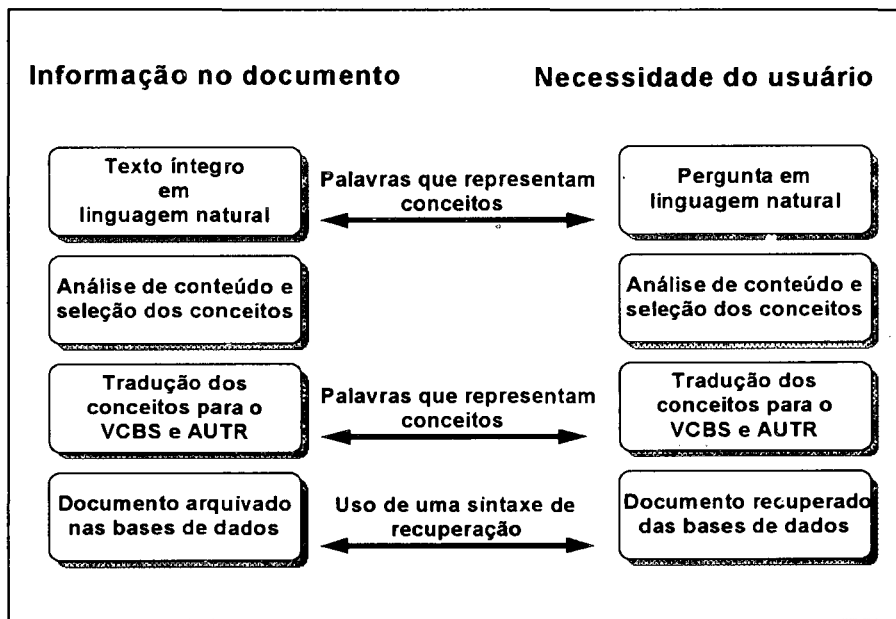 Informação no documento
Necessidade do usuário
Texto íntegro
em
linguagem natural
Palavras que representam
conceitos
Pergunta em
linguagem natural
Análise de conteúdo e
seleção dos conceitos
Análise de conteúdo e
seleção dos conceitos
Tradução dos
conceitos para o
VCBS e AUTR
Palavras que representam
conceitos
Tradução dos
conceitos para o
VCBS e AUTR
Documento arquivado
nas bases de dados
Uso de uma sintaxe de
recuperação
Documento recuperado
das bases de dados